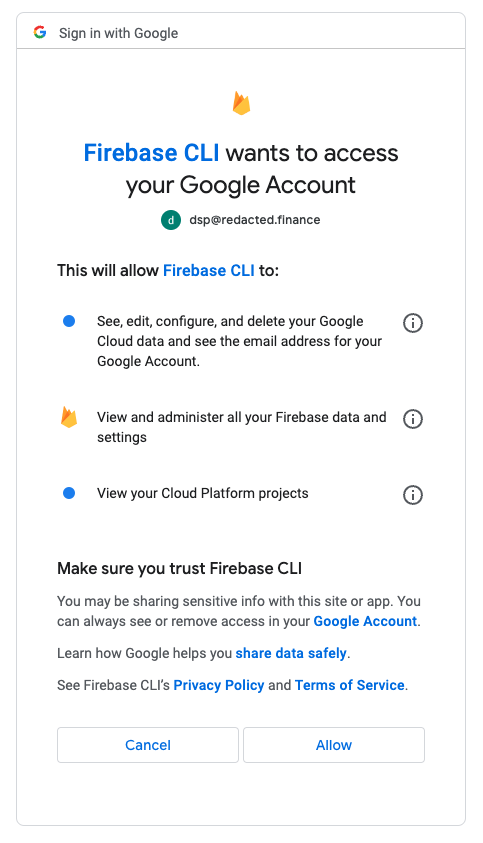 Sign in with Google
Firebase CLI wants to access
your Google Account
d dsp@redacted.finance
This will allow Firebase CLI to:
See, edit, configure, and delete your Google
Cloud data and see the email address for your
Google Account.
View and administer all your Firebase data and
settings
View your Cloud Platform projects
Make sure you trust Firebase CLI
You may be sharing sensitive info with this site or app. You
can always see or remove access in your Google Account.
Learn how Google helps you share data safely.
See Firebase CLI's Privacy Policy and Terms of Service.
Cancel Allow